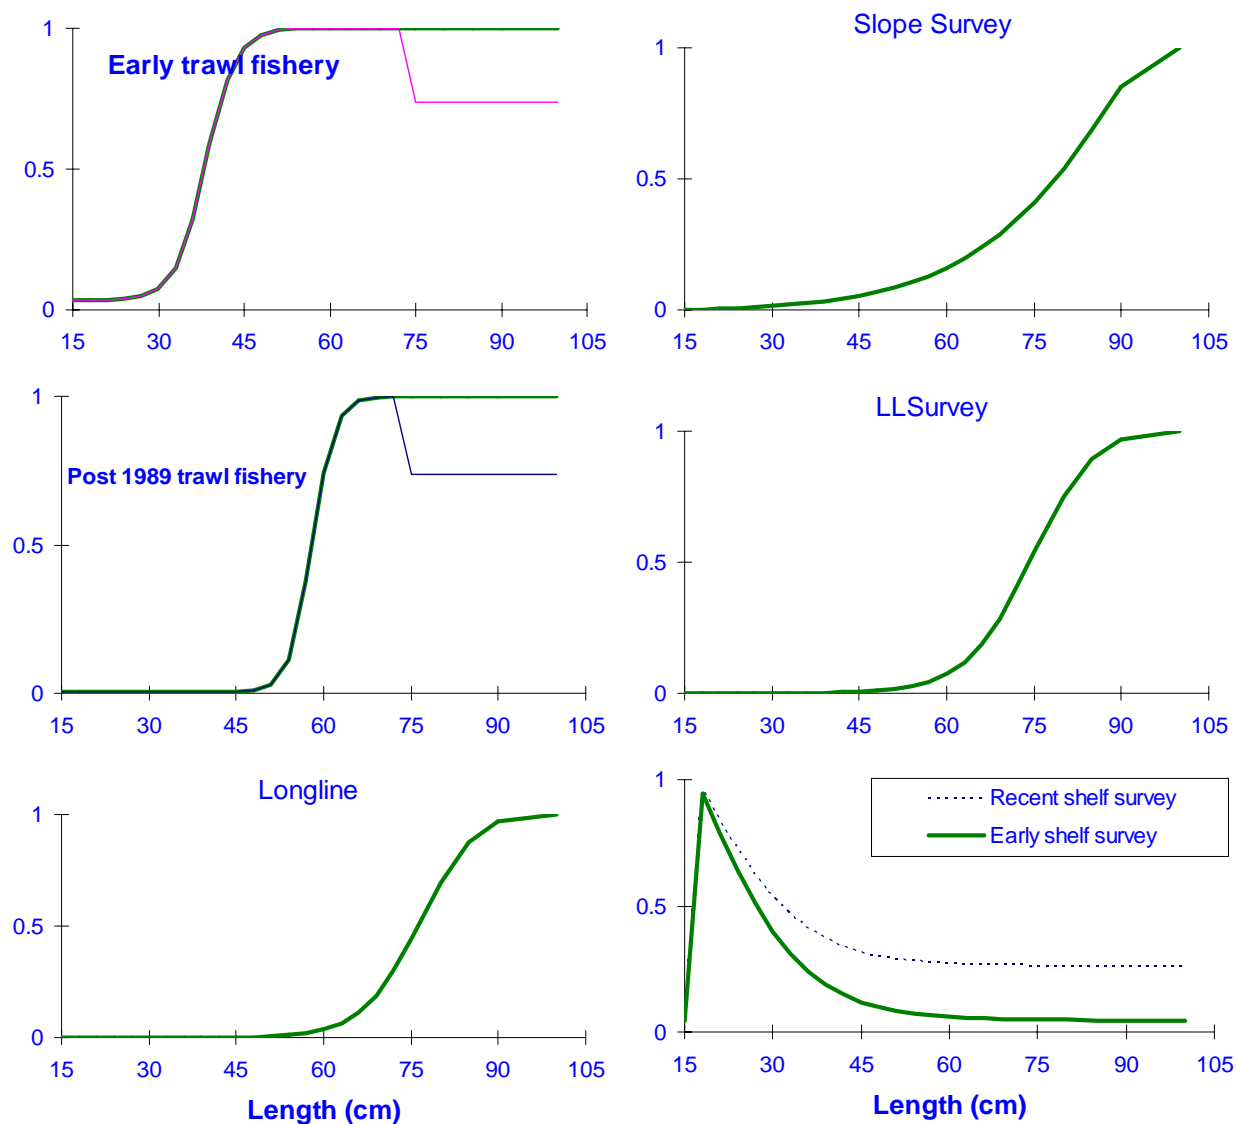 Early trawl fishery
1
0.5
0
15 30 45 60 75 90 105
Slope Survey
1
0.5
0
15 30 45 60 75 90 105
Post 1989 trawl fishery
1
0.5
0
15 30 45 60 75 90 105
LLSurvey
1
0.5
0
15 30 45 60 75 90 105
Longline
1
0.5
0
15 30 45 60 75 90 105
Length (cm)
Recent shelf survey
Early shelf survey
1
0.5
0
15 30 45 60 75 90 105
Length (cm)